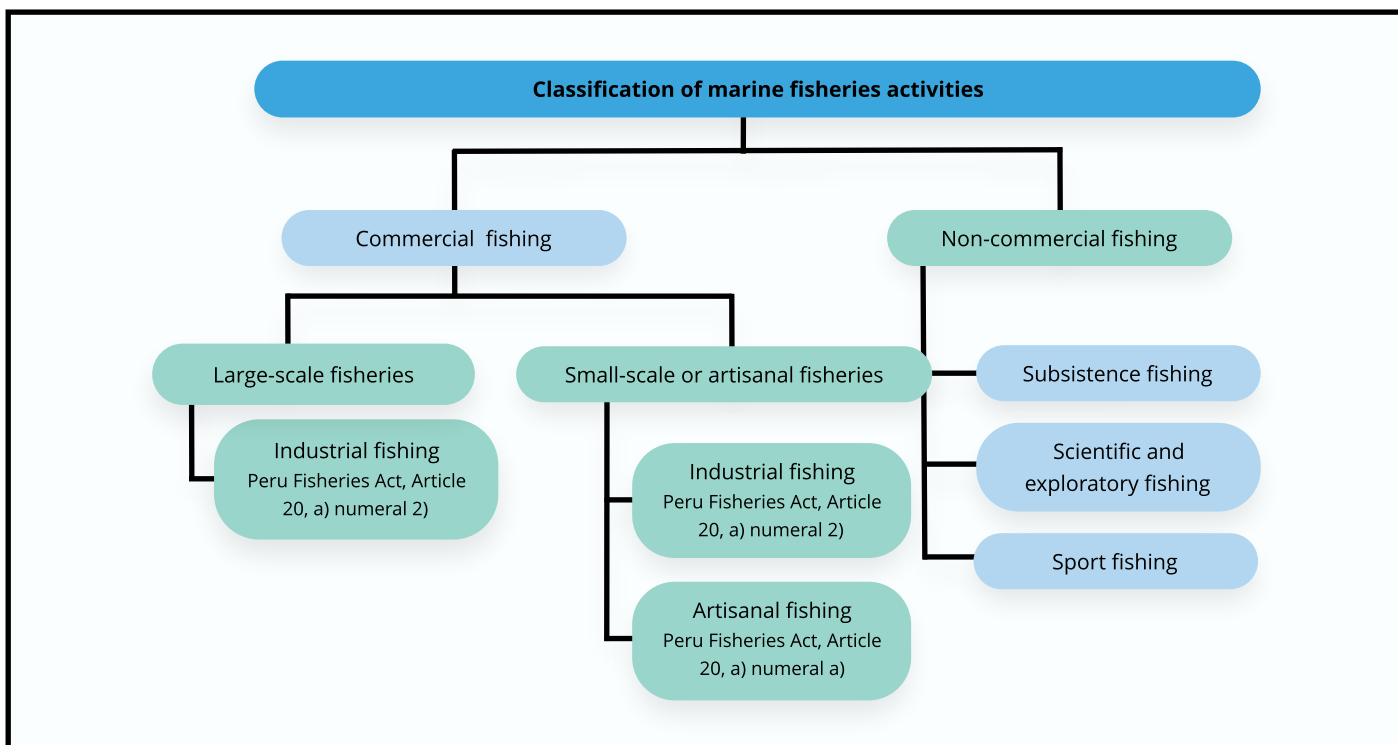 Classification of marine fisheries activities
Commercial  fishing
Non-commercial fishing
Large-scale fisheries
Industrial fishing
Peru Fisheries Act, Article
20, a) numeral 2)
Small-scale or artisanal fisheries
Industrial fishing
Peru Fisheries Act, Article
20, a) numeral 2)
Artisanal fishing
Peru Fisheries Act, Article
20, a) numeral a)
Subsistence fishing
Scientific and
exploratory fishing
Sport fishing